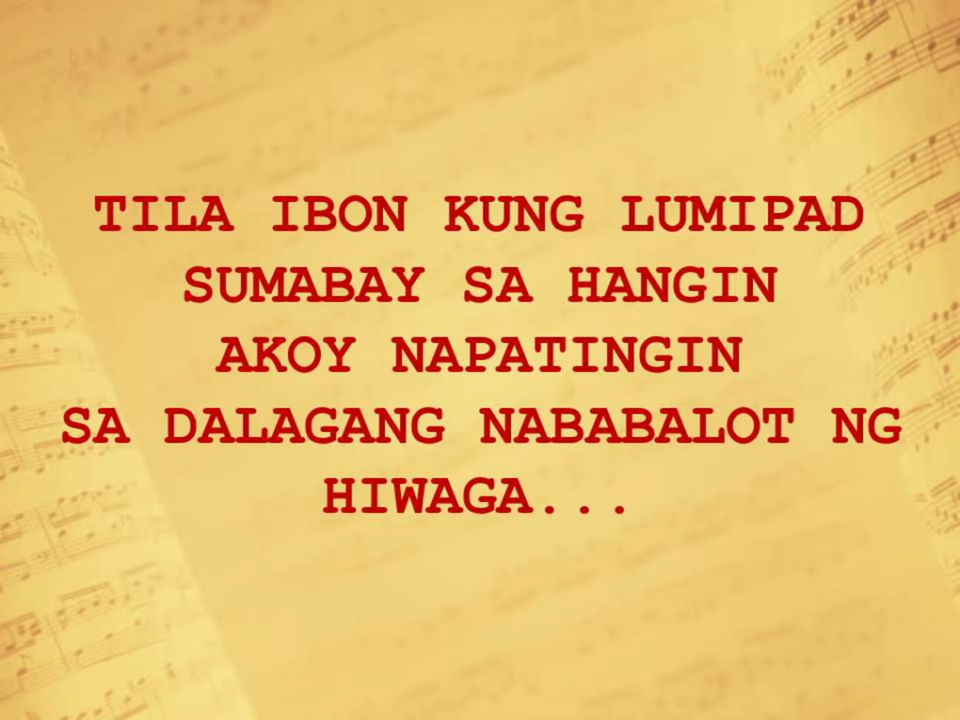 TILA IBON KUNG LUMIPAD
SUMABAY SA HANGIN
AKOY NAPATINGIN
SA DALAGANG NABABALOT NG
HIWAGA...